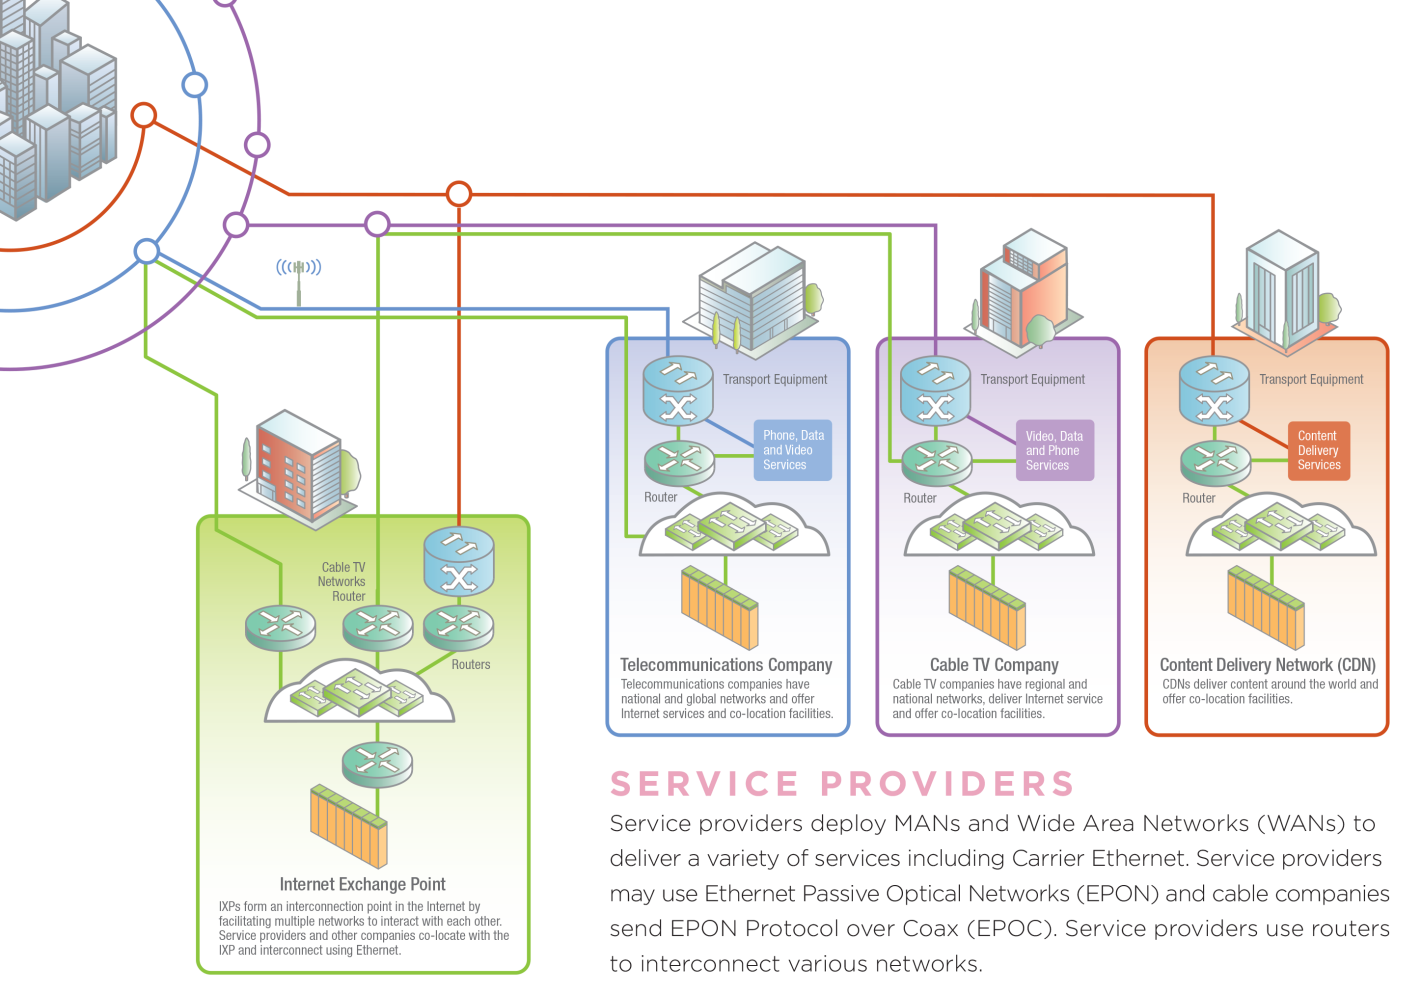 Transport Equipment
Phone, Data
and Video
Services
Router
Telecommunications Company
Telecommunications companies have
national and global networks and offer
Internet services and co-location facilities.
Transport Equipment
Video, Data
and Phone
Services
Router
Cable TV Company
Cable TV companies have regional and
national networks, deliver Internet service
and offer co-location facilities.
Transport Equipment
Content
Delivery
Services
Router
Content Delivery Network (CDN)
CDNs deliver content around the world and
offer co-location facilities.
Cable TV
Networks
Router
Routers
Internet Exchange Point
IXPs form an interconnection point in the Internet by
facilitating multiple networks to interact with each other.
Service providers and other companies co-locate with the
IXP and interconnect using Ethernet.
SERVICE PROVIDERS
Service providers deploy MANs and Wide Area Networks (WANs) to
deliver a variety of services including Carrier Ethernet. Service providers
may use Ethernet Passive Optical Networks (EPON) and cable companies
send EPON Protocol over Coax (EPOC). Service providers use routers
to interconnect various networks.